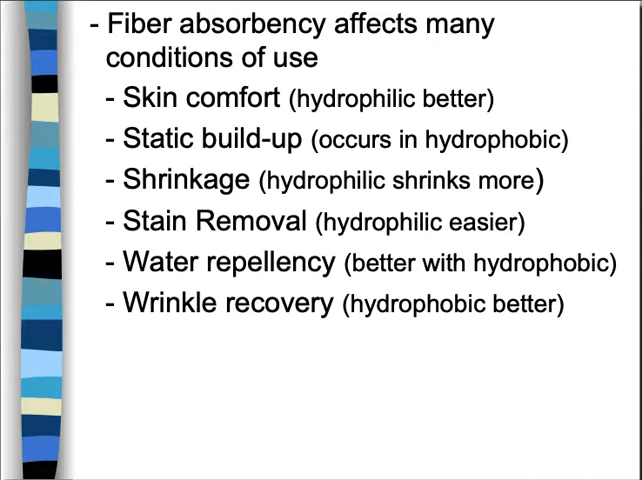 - Fiber absorbency affects many
conditions of use
- Skin comfort (hydrophilic better)
- Static build-up (occurs in hydrophobic)
- Shrinkage (hydrophilic shrinks more)
- Stain Removal (hydrophilic easier)
- Water repellency (better with hydrophobic)
- Wrinkle recovery (hydrophobic better)